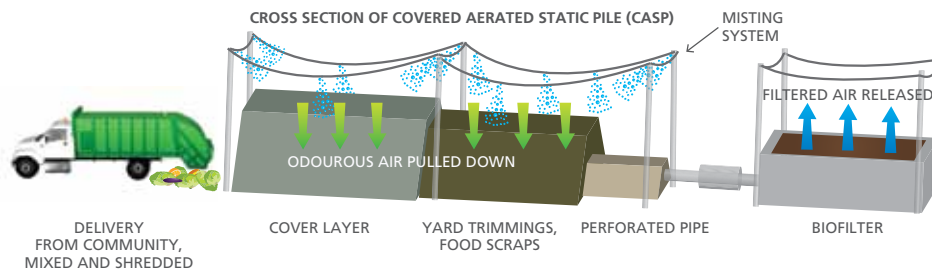 CROSS SECTION OF COVERED AERATED STATIC PILE (CASP)
MISTING
SYSTEM
FILTERED AIR RELEASED
ODOUROUS AIR PULLED DOWN
DELIVERY
FROM COMMUNITY,
MIXED AND SHREDDED
COVER LAYER
YARD TRIMMINGS,
FOOD SCRAPS
PERFORATED PIPE
BIOFILTER